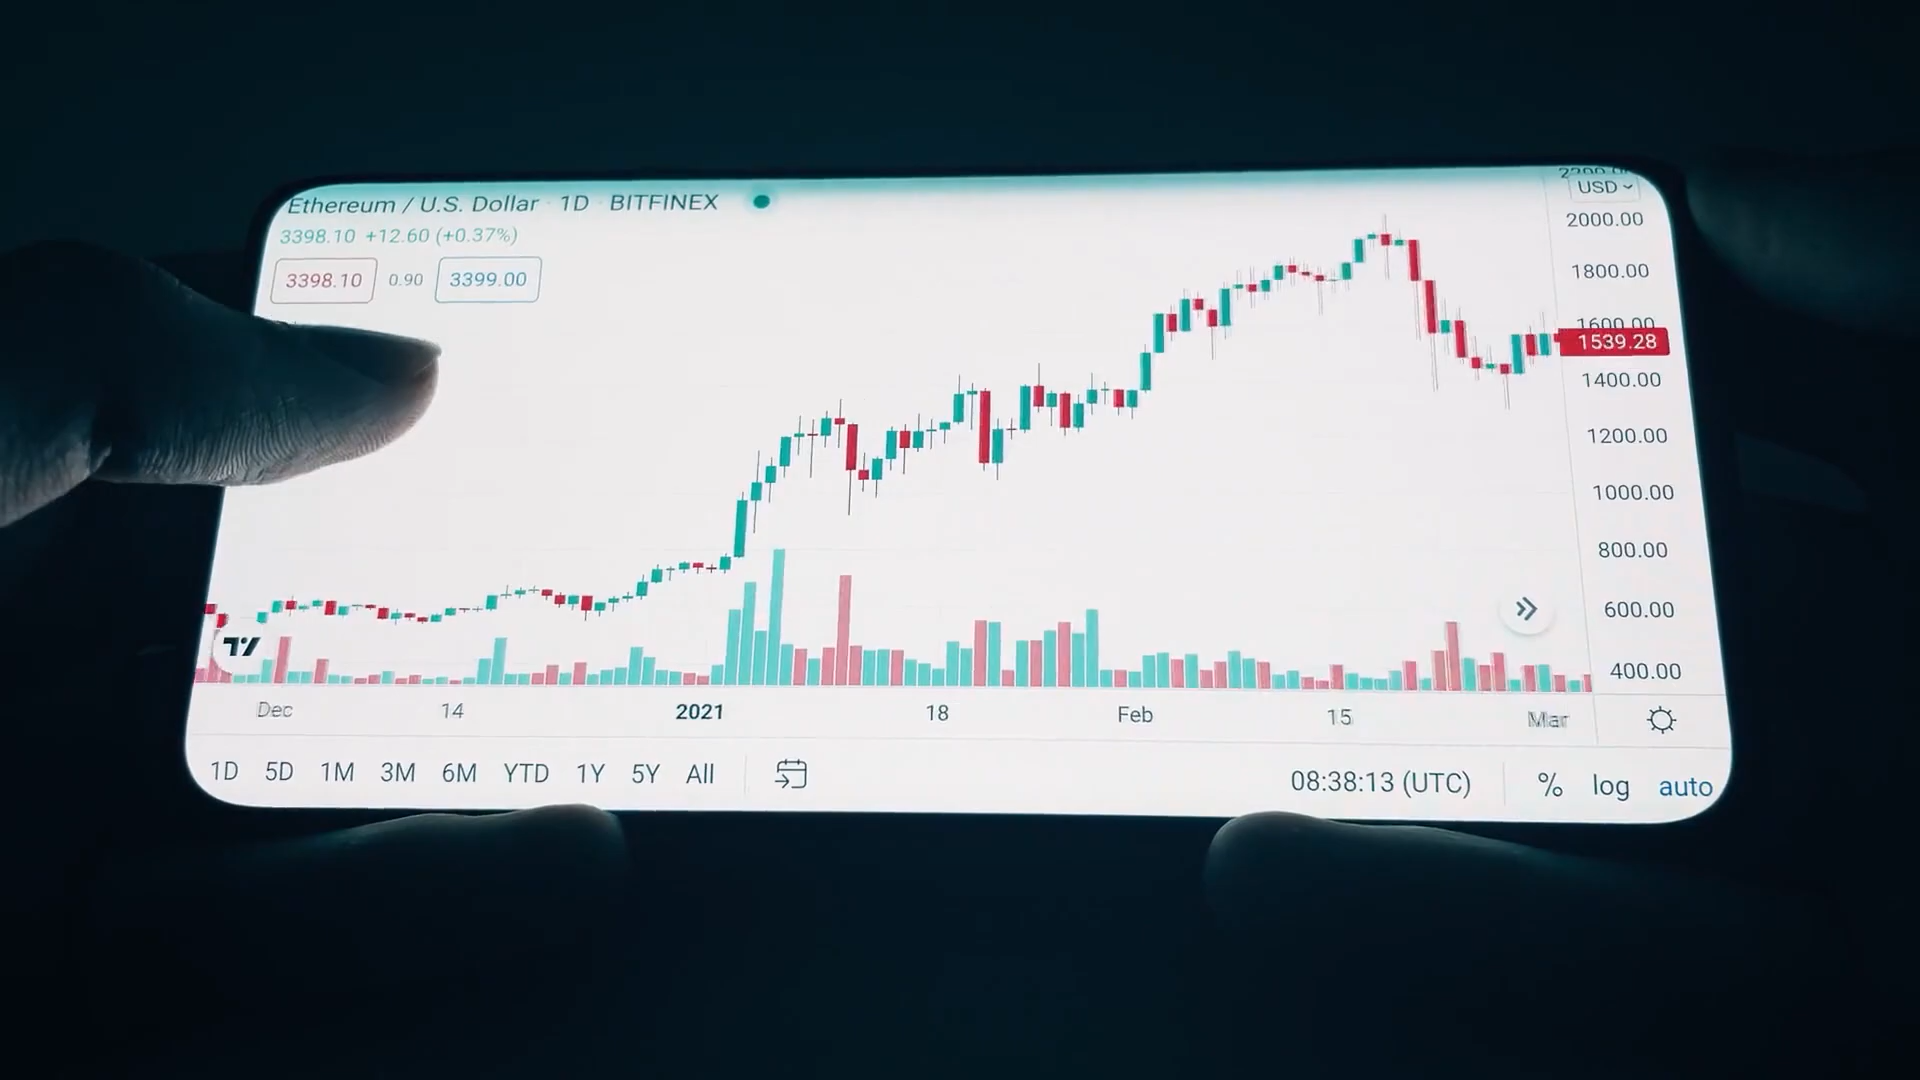 Ethereum / U.S. Dollar · 1D · BITFINEX
3398.10 +12.60 (+0.37%)
3398.10 0.90 3399.00
USD
2000.00
1800.00
1600.00
1539.28
1400.00
1200.00
1000.00
800.00
600.00
400.00
Dec 14 2021 18 Feb 15 Mar
1D 5D 1M 3M 6M YTD 1Y 5Y All 08:38:13 (UTC) % log auto